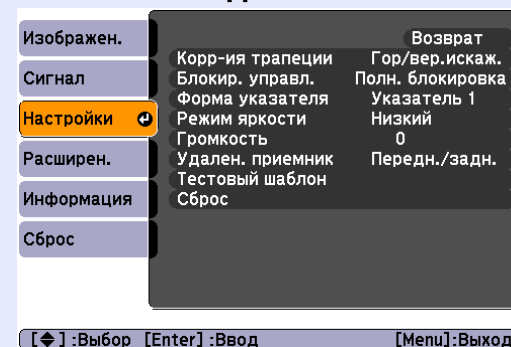 Изображен.
Сигнал
Настройки
Расширен.
Информация
Сброс
Возврат
Корр-ия трапеции Гор/вер.искаж.
Блокир. управл. Полн. блокировка
Форма указателя Указатель 1
Режим яркости Низкий
Громкость 0
Удален. приемник Передн./задн.
Тестовый шаблон
Сброс
[◆] :Выбор [Enter] :Ввод [Menu]:Выход